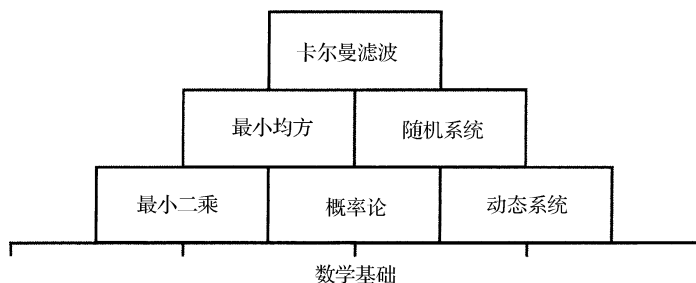 卡尔曼滤波
最小均方
随机系统
最小二乘
概率论
动态系统
数学基础